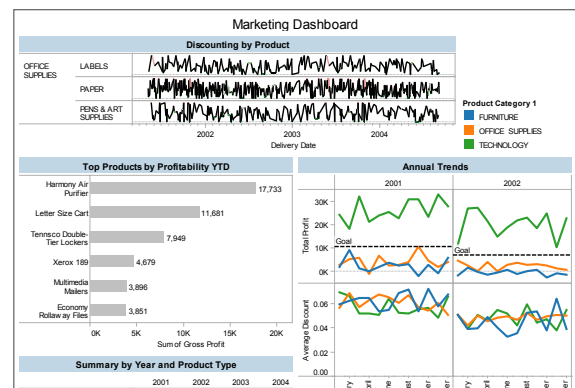 Marketing Dashboard
Discounting by Product
OFFICE
SUPPLIES
LABELS
PAPER
PENS & ART
SUPPLIES
2002 2003 2004
Delivery Date
Product Category 1
FURNITURE
OFFICE SUPPLIES
TECHNOLOGY
Top Products by Profitability YTD
Harmony Air
Purifier
17,733
Letter Size Cart
11,681
Tennsco Double-
Tier Lockers
7,949
Xerox 189
4,679
Multimedia
Mailers
3,896
Economy
Rollaway Files
3,851
0K 5K 10K 15K 20K
Sum of Gross Profit
Annual Trends
2001 2002
Total Profit
30K
20K
10K
0K
Goal
Goal
Average Discount
0.06
0.04
0.02
0.00
Summary by Year and Product Type
2001 2002 2003 2004